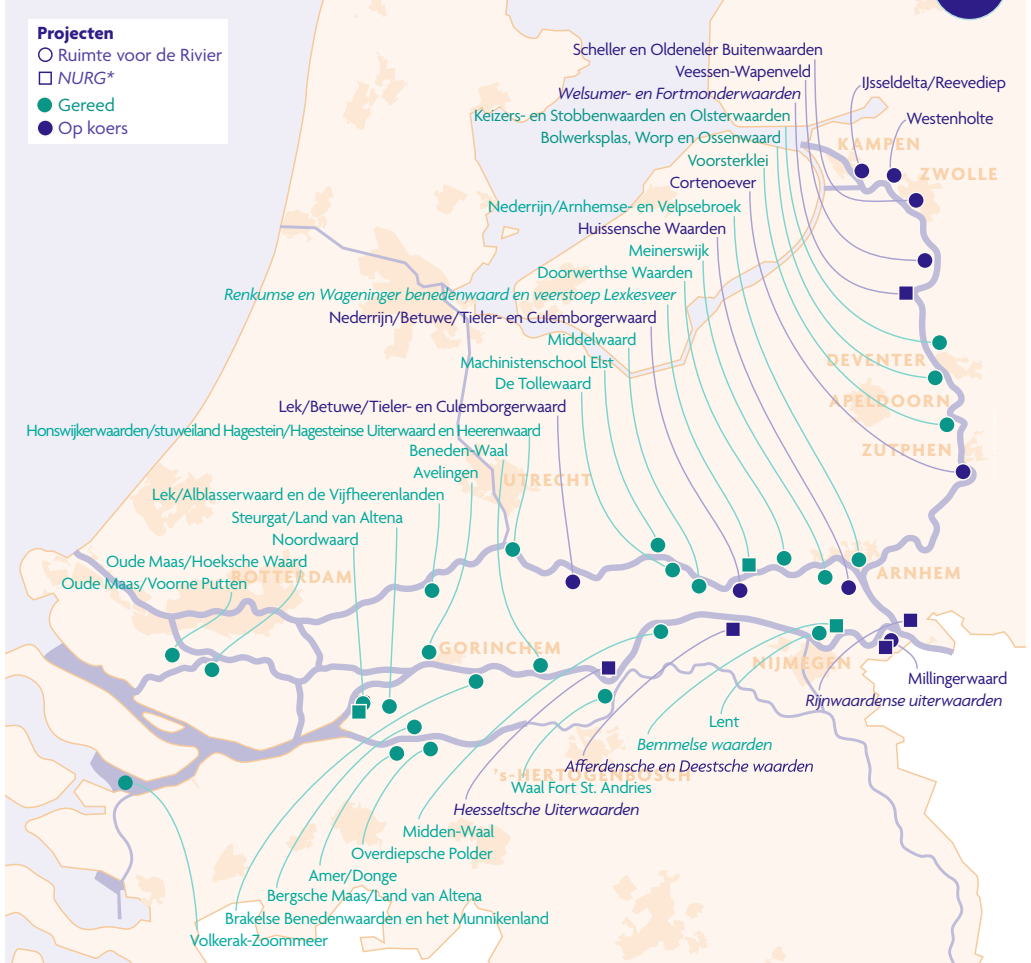 Projecten
Ruimte voor de Rivier
NURG*
Gereed
Op koers
Scheller en Oldeneler Buitenwaarden
Veessen-Wapenveld
Welsumer- en Fortmonderwaarden
Keizers- en Stobbenwaarden en Olsterwaarden
Bolwerksplas, Worp en Ossenwaard
Voorsterklei
Cortenoever
Nederrijn/Arnhemse- en Velpsebroek
Huissensche Waarden
Meinerswijk
Doorwerthse Waarden
Renkumse en Wageninger benedenwaard en veerstoep Lexkesveer
Nederrijn/Betuwe/Tieler- en Culemborgerwaard
Middelwaard
Machinistenschool Elst
De Tollewaard
Lek/Betuwe/Tieler- en Culemborgerwaard
Honswijkerwaarden/stuweiland Hagestein/Hagesteinse Uiterwaard en Heerenwaard
Beneden-Waal
Avelingen
Lek/Alblasserwaard en de Vijfheerenlanden
Steurgat/Land van Altena
Noordwaard
Oude Maas/Hoeksche Waard
Oude Maas/Voorne Putten
IJsseldelta/Reevediep
Westenholte
KAMPEN
ZWOLLE
DEVENTER
APELDOORN
ZUTPHEN
UTRECHT
ROTTERDAM
ARNHEM
GORINCHEM
NIJMEGEN
Millingerwaard
Rijnwaardense uiterwaarden
Lent
Bemmelse waarden
Afferdensche en Deestsche waarden
's-HERTOGENBOSCH
Waal Fort St. Andries
Heeseltsche Uiterwaarden
Midden-Waal
Overdiepsche Polder
Amer/Donge
Bergsche Maas/Land van Altena
Brakelse Benedenwaarden en het Munnikenland
Volkerak-Zoommeer